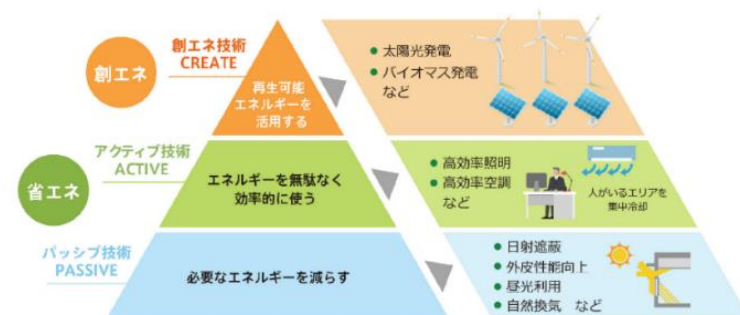 創エネ
創エネ技術
CREATE
再生可能
エネルギーを
活用する
● 太陽光発電
● バイオマス発電
など
省エネ
アクティブ技術
ACTIVE
エネルギーを無駄なく
効率的に使う
● 高効率照明
● 高効率空調
など
人がいるエリアを
集中冷却
パッシブ技術
PASSIVE
必要なエネルギーを減らす
● 日射遮蔽
● 外皮性能向上
● 昼光利用
● 自然換気 など